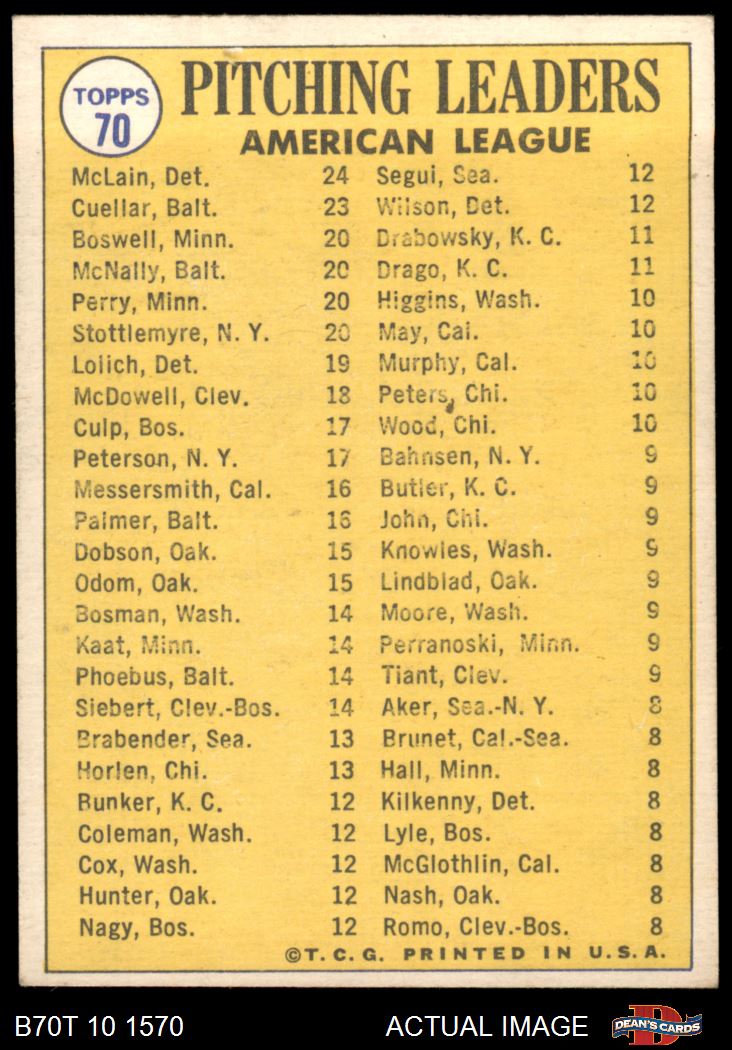 TOPPS
70
PITCHING LEADERS
AMERICAN LEAGUE
McLain, Det. 24
Cuellar, Balt. 23
Boswell, Minn. 20
McNally, Balt. 20
Perry, Minn. 20
Stottlemyre, N. Y. 20
Lolich, Det. 19
McDowell, Clev. 18
Culp, Bos. 17
Peterson, N. Y. 17
Messersmith, Cal. 16
Palmer, Balt. 16
Dobson, Oak. 15
Odom, Oak. 15
Bosman, Wash. 14
Kaat, Minn. 14
Phoebus, Balt. 14
Siebert, Clev.-Bos. 14
Brabender, Sea. 13
Horlen, Chi. 13
Bunker, K. C. 12
Coleman, Wash. 12
Cox, Wash. 12
Hunter, Oak. 12
Nagy, Bos. 12
Segui, Sea. 12
Wilson, Det. 12
Drabowsky, K. C. 11
Drago, K. C. 11
Higgins, Wash. 10
May, Cal. 10
Murphy, Cal. 10
Peters, Chi. 10
Wood, Chi. 10
Bahnsen, N. Y. 9
Butler, K. C. 9
John, Chi. 9
Knowles, Wash. 9
Lindblad, Oak. 9
Moore, Wash. 9
Perranoski, Minn. 9
Tiant, Clev. 9
Aker, Sea.-N. Y. 8
Brunet, Cal.-Sea. 8
Hall, Minn. 8
Kilkenny, Det. 8
Lyle, Bos. 8
McGlothlin, Cal. 8
Nash, Oak. 8
Romo, Clev.-Bos. 8
©T. C. G. PRINTED IN U. S. A.
B70T 10 1570 ACTUAL IMAGE
D
DEAN'S CARDS